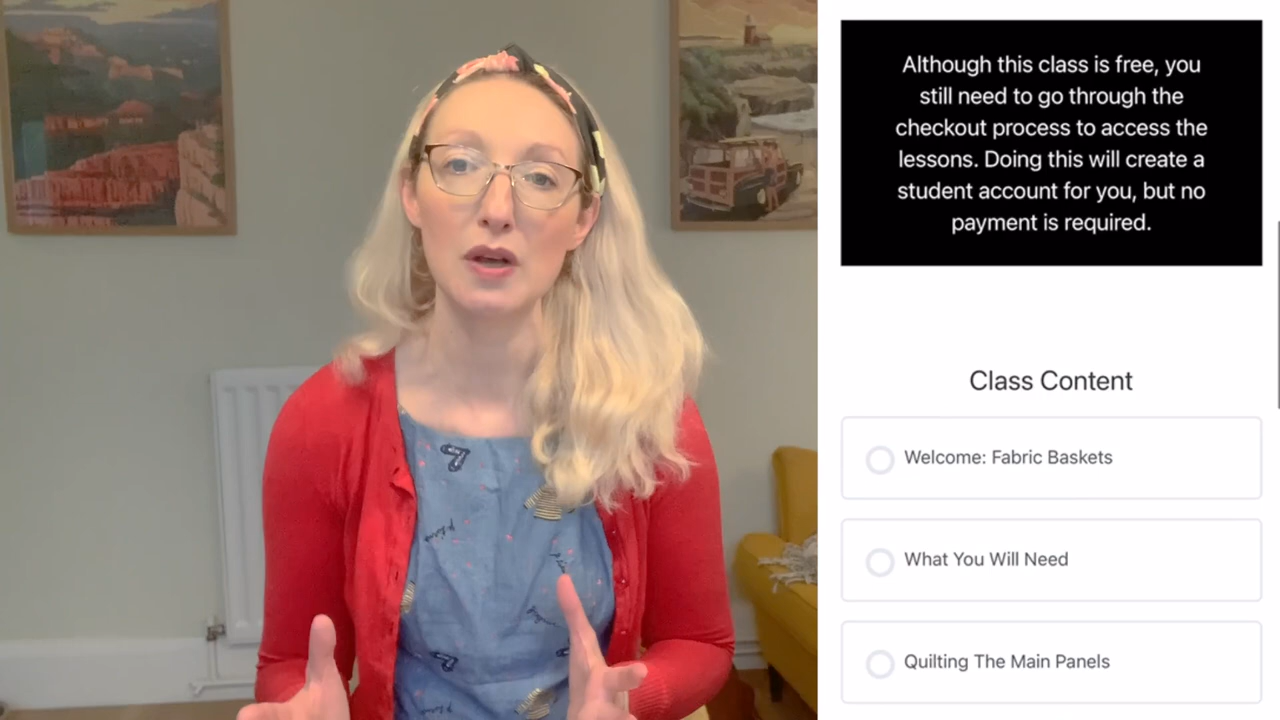 Although this class is free, you
still need to go through the
checkout process to access the
lessons. Doing this will create a
student account for you, but no
payment is required.
Class Content
Welcome: Fabric Baskets
What You Will Need
Quilting The Main Panels